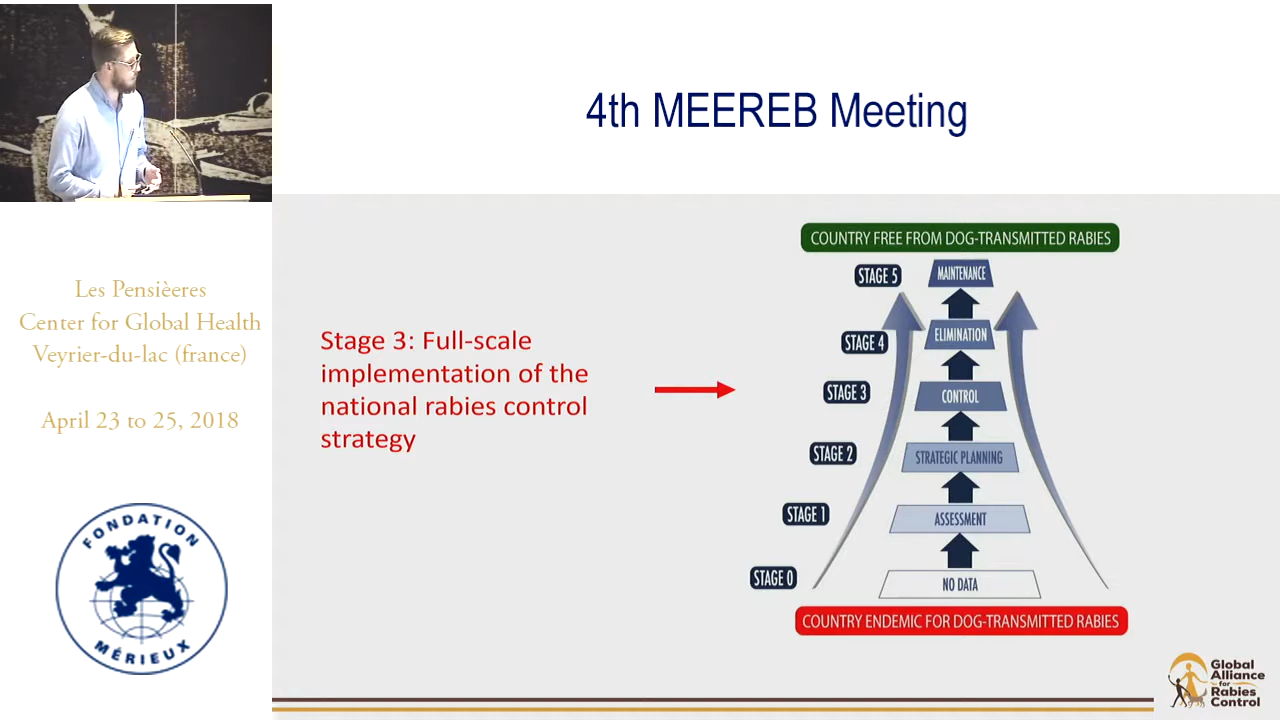 4th MEEREB Meeting
Les Pensièeres
Center for Global Health
Veyrier-du-lac (france)
April 23 to 25, 2018
FONDATION
MÉRIEUX
Stage 3: Full-scale
implementation of the
national rabies control
strategy
COUNTRY FREE FROM DOG-TRANSMITTED RABIES
STAGE 5 MAINTENANCE
STAGE 4 ELIMINATION
STAGE 3 CONTROL
STAGE 2 STRATEGIC PLANNING
STAGE 1 ASSESSMENT
STAGE 0 NO DATA
COUNTRY ENDEMIC FOR DOG-TRANSMITTED RABIES
Global
Alliance
for
Rabies
Control